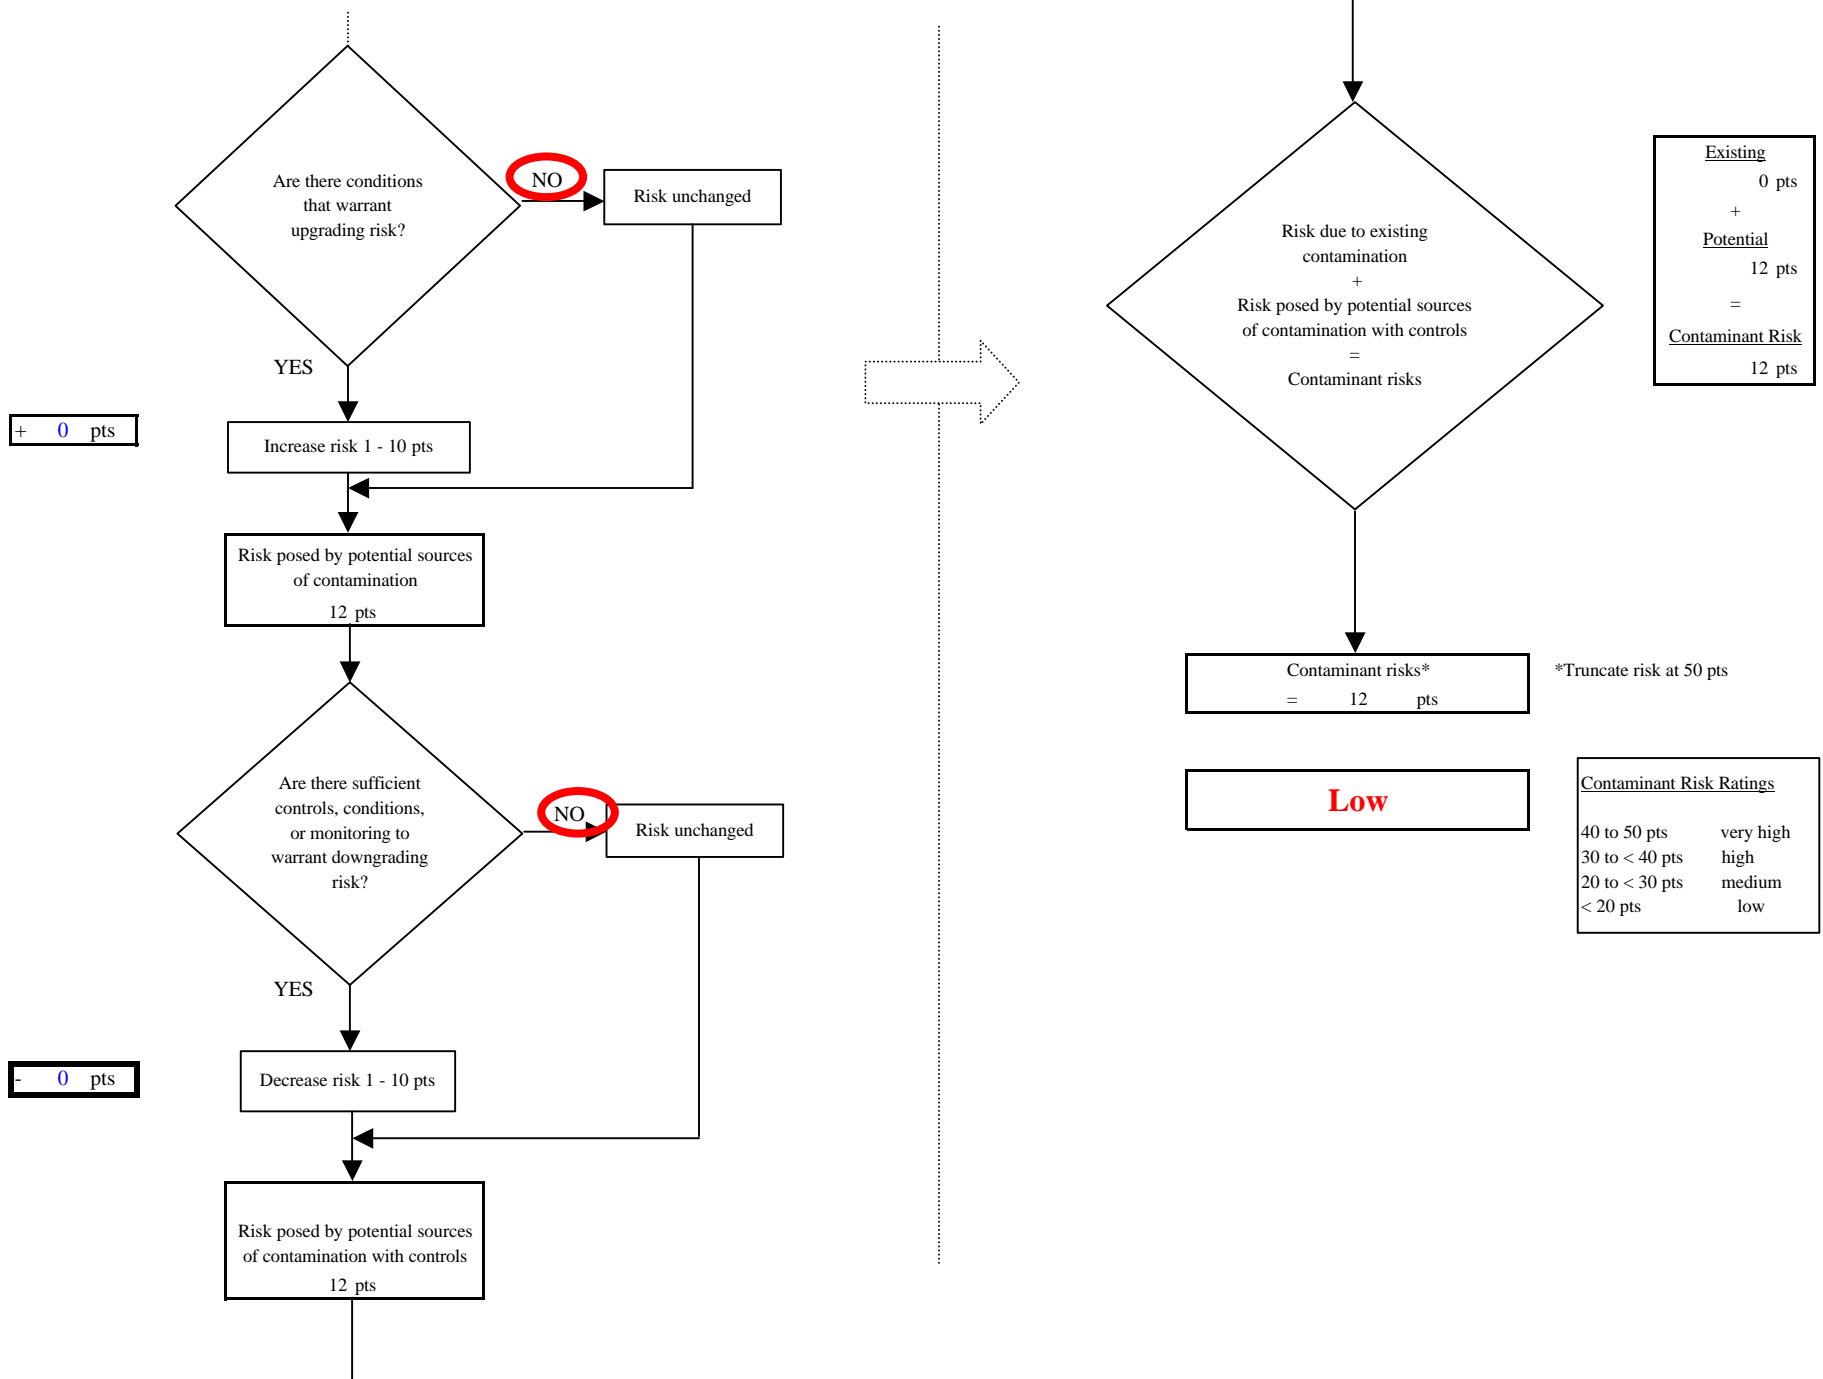 Are there conditions
that warrant
upgrading risk?
NO
Risk unchanged
YES
+ 0 pts
Increase risk 1 - 10 pts
Risk posed by potential sources
of contamination
12 pts
Are there sufficient
controls, conditions,
or monitoring to
warrant downgrading
risk?
NO
Risk unchanged
YES
- 0 pts
Decrease risk 1 - 10 pts
Risk posed by potential sources
of contamination with controls
12 pts
Risk due to existing
contamination
+
Risk posed by potential sources
of contamination with controls
=
Contaminant risks
Existing
0 pts
+
Potential
12 pts
=
Contaminant Risk
12 pts
Contaminant risks*
= 12 pts
*Truncate risk at 50 pts
Low
Contaminant Risk Ratings
40 to 50 pts very high
30 to < 40 pts high
20 to < 30 pts medium
< 20 pts low